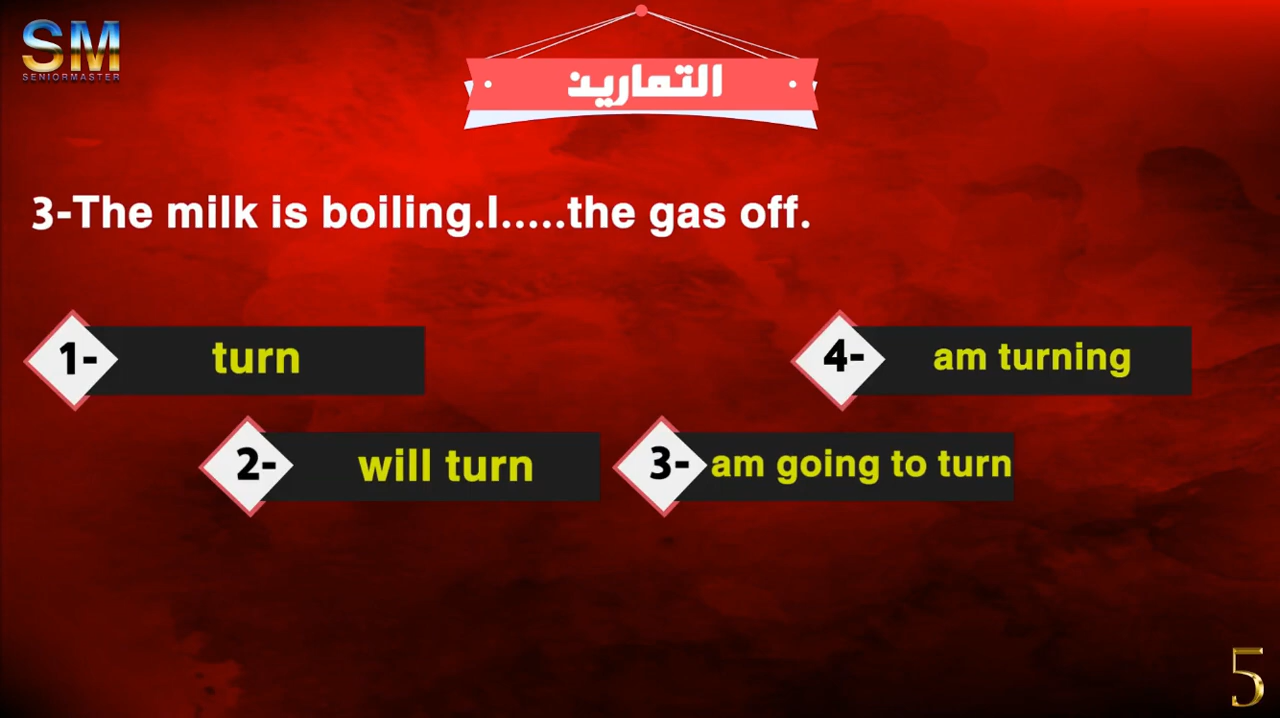 SM
SENIORMASTER
التمارين
3-The milk is boiling.I.....the gas off.
1- turn
4- am turning
2- will turn
3- am going to turn
5